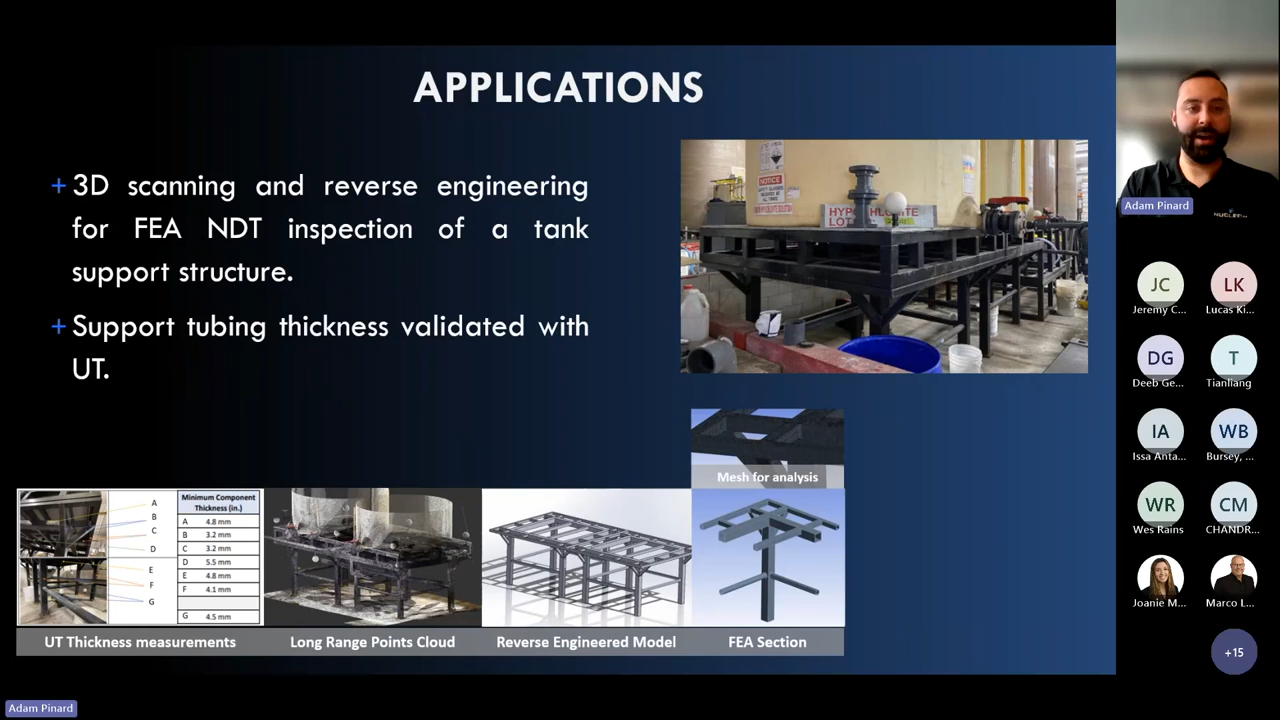 APPLICATIONS
+ 3D scanning and reverse engineering
for FEA NDT inspection of a tank
support structure.
+ Support tubing thickness validated with
UT.
NOTICE
Mesh for analysis
Minimum Component
Thickness (in.)
A 4.8 mm
B 3.2 mm
C 3.2 mm
D 5.5 mm
E 4.8 mm
F 4.1 mm
G 4.5 mm
A
B
C
D
E
F
G
UT Thickness measurements
Long Range Points Cloud
Reverse Engineered Model
FEA Section
Adam Pinard
JC
Jeremy C...
LK
Lucas Ki...
DG
Deeb Ge...
T
Tianliang
IA
Issa Anta...
WB
Bursey, ...
WR
Wes Rains
CM
CHANDR...
Joanie M...
Marco L...
+15
Adam Pinard